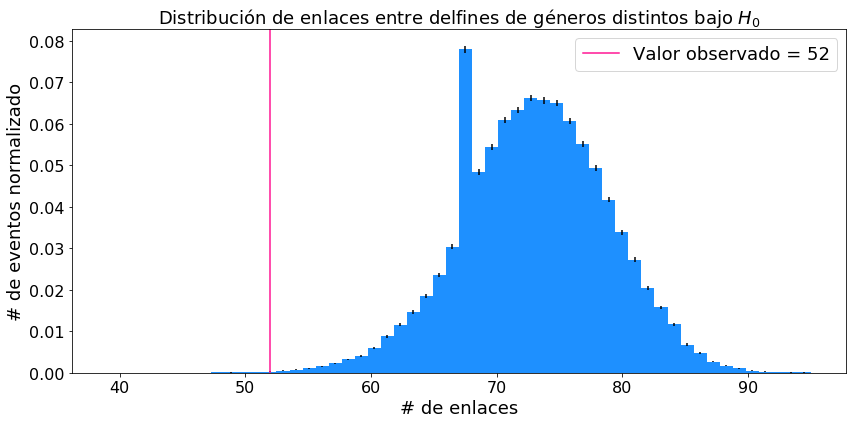 Distribución de enlaces entre delfines de géneros distintos bajo H₀
Valor observado = 52
# de eventos normalizado
0.08
0.07
0.06
0.05
0.04
0.03
0.02
0.01
0.00
40 50 60 70 80 90
# de enlaces